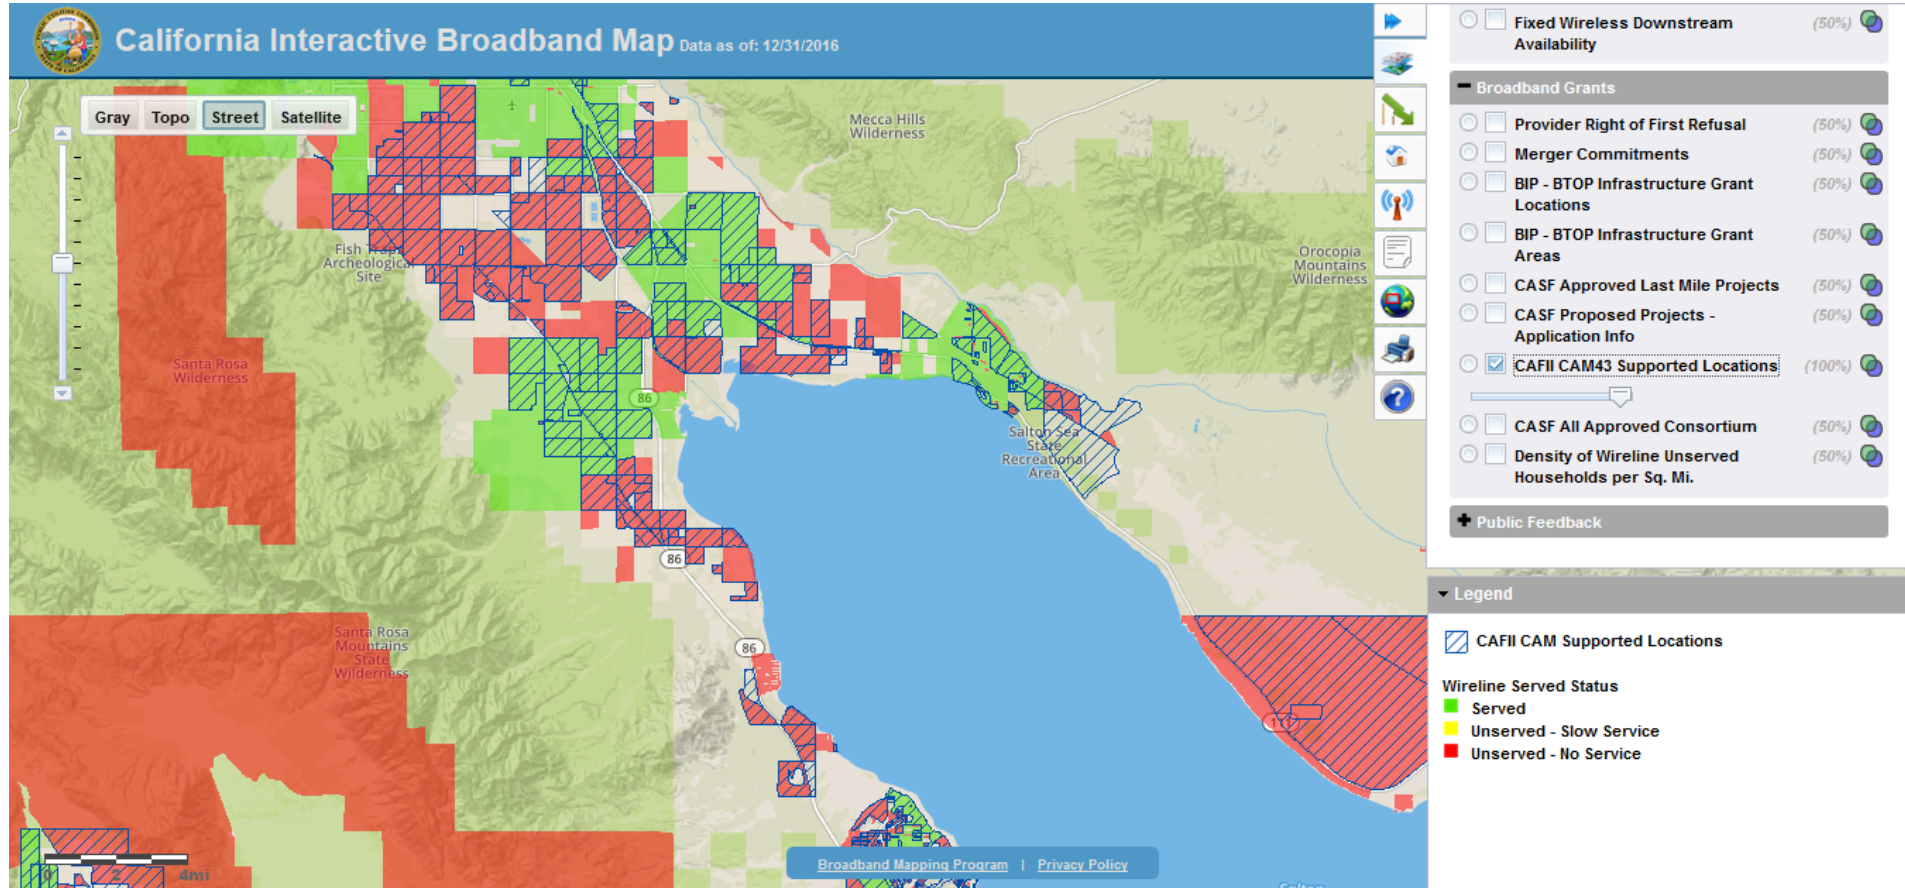 California Interactive Broadband Map Data as of: 12/31/2016
Gray Topo Street Satellite
Mecca Hills
Wilderness
Orocopia
Mountains
Wilderness
Archeological
Site
Santa Rosa
Wilderness
86
Salton Sea
State
Recreational
Area
86
Santa Rosa
Mountains
State
Wilderness
86
111
0 2 4mi
Broadband Mapping Program | Privacy Policy
Fixed Wireless Downstream (50%)
Availability
Broadband Grants
Provider Right of First Refusal (50%)
Merger Commitments (50%)
BIP - BTOP Infrastructure Grant (50%)
Locations
BIP - BTOP Infrastructure Grant (50%)
Areas
CASF Approved Last Mile Projects (50%)
CASF Proposed Projects - (50%)
Application Info
CAFII CAM43 Supported Locations (100%)
CASF All Approved Consortium (50%)
Density of Wireline Unserved (50%)
Households per Sq. Mi.
Public Feedback
Legend
CAFII CAM Supported Locations
Wireline Served Status
Served
Unserved - Slow Service
Unserved - No Service